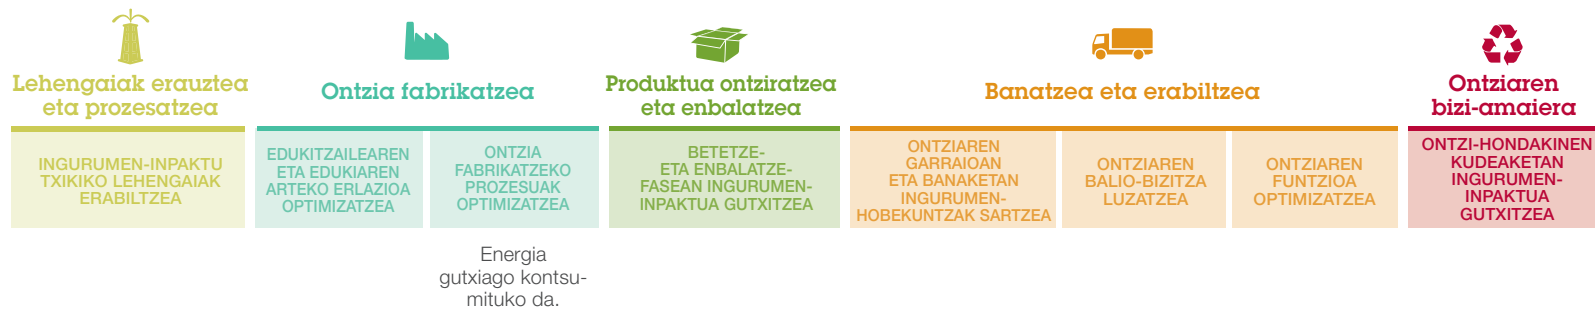 Lehengaiak erauztea
eta prozesatzea
INGURUMEN-INPAKTU
TXIKIKO LEHENGAIAK
ERABILTZEA
Ontzia fabrikatzea
EDUKITZAILEAREN
ETA EDUKIAREN
ARTEKO ERLAZIOA
OPTIMIZATZEA
ONTZIA
FABRIKATZEKO
PROZESUAK
OPTIMIZATZEA
Energia
gutxiago kontsu-
mituko da.
Produktua ontziratzea
eta enbalatzea
BETETZE-
ETA ENBALATZE-
FASEAN INGURUMEN-
INPAKTUA GUTXITZEA
Banatzea eta erabiltzea
ONTZIAREN
GARRAIOAN
ETA BANAKETAN
INGURUMEN-
HOBEKUNTZAK SARTZEA
ONTZIAREN
BALIO-BIZITZA
LUZATZEA
ONTZIAREN
FUNTZIOA
OPTIMIZATZEA
Ontziaren
bizi-amaiera
ONTZI-HONDAKINEN
KUDEAKETAN
INGURUMEN-
INPAKTUA
GUTXITZEA